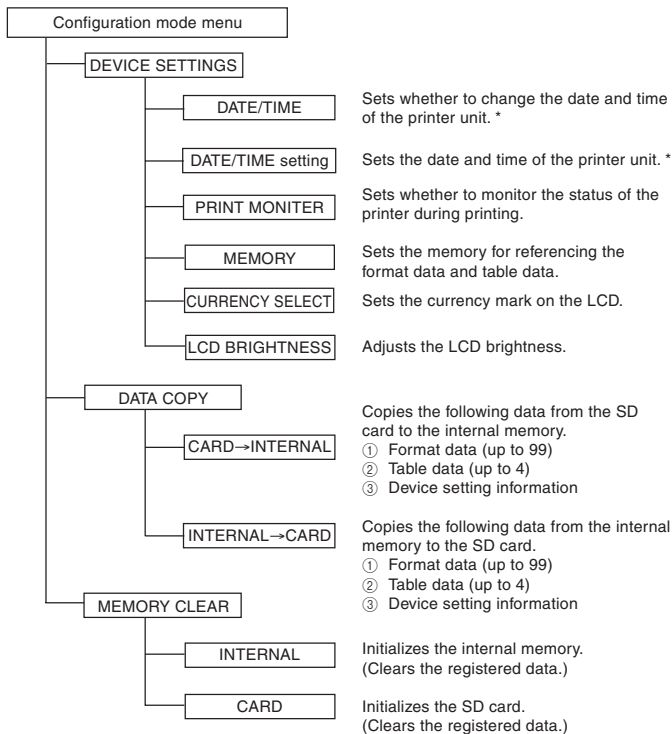 Configuration mode menu
DEVICE SETTINGS
DATE/TIME
Sets whether to change the date and time
of the printer unit. *
DATE/TIME setting
Sets the date and time of the printer unit. *
PRINT MONITER
Sets whether to monitor the status of the
printer during printing.
MEMORY
Sets the memory for referencing the
format data and table data.
CURRENCY SELECT
Sets the currency mark on the LCD.
LCD BRIGHTNESS
Adjusts the LCD brightness.
DATA COPY
CARD→INTERNAL
Copies the following data from the SD
card to the internal memory.
① Format data (up to 99)
② Table data (up to 4)
③ Device setting information
INTERNAL→CARD
Copies the following data from the internal
memory to the SD card.
① Format data (up to 99)
② Table data (up to 4)
③ Device setting information
MEMORY CLEAR
INTERNAL
Initializes the internal memory.
(Clears the registered data.)
CARD
Initializes the SD card.
(Clears the registered data.)